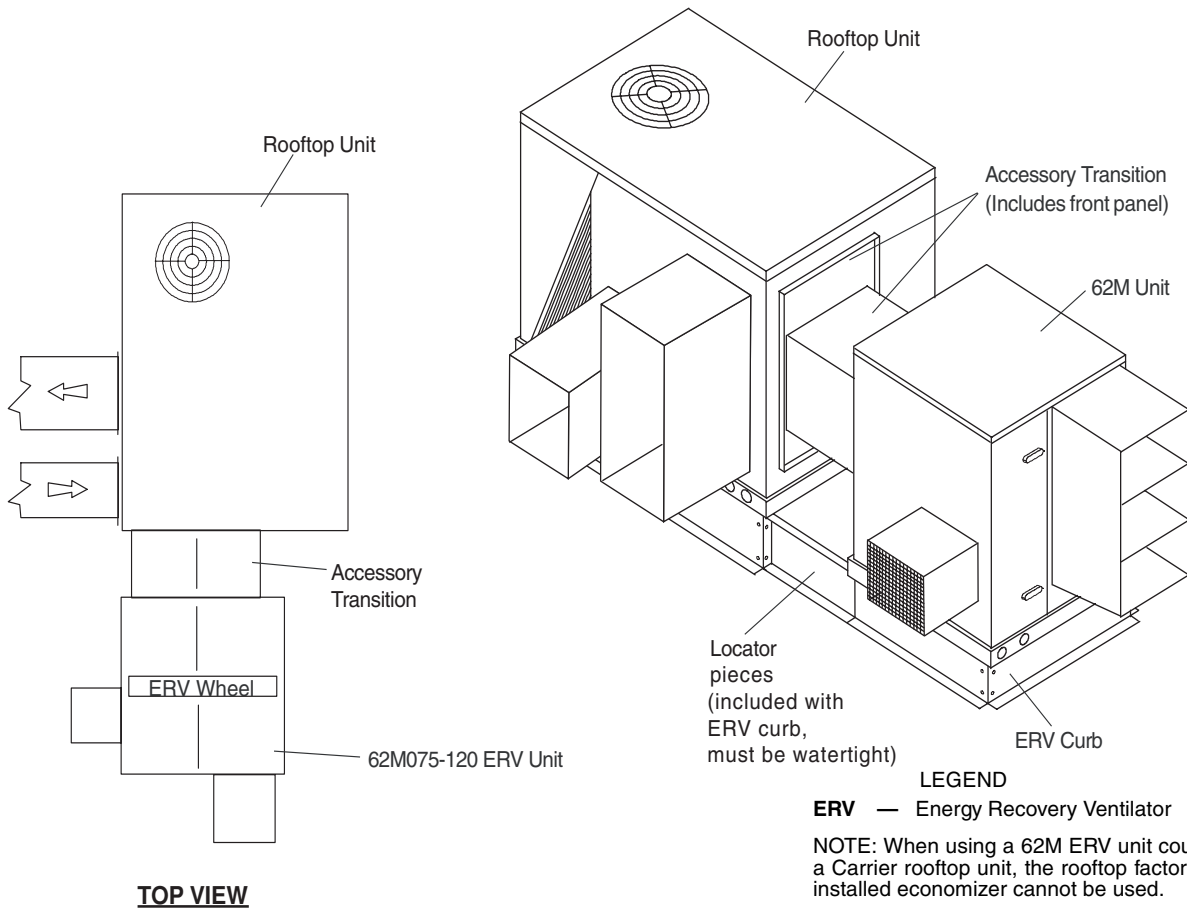 Rooftop Unit
Accessory
Transition
ERV Wheel
62M075-120 ERV Unit
TOP VIEW
Rooftop Unit
Accessory Transition
(Includes front panel)
62M Unit
Locator
pieces
(included with
ERV curb,
must be watertight)
ERV Curb
LEGEND
ERV — Energy Recovery Ventilator
NOTE: When using a 62M ERV unit
a Carrier rooftop unit, the rooftop
installed economizer cannot be used.